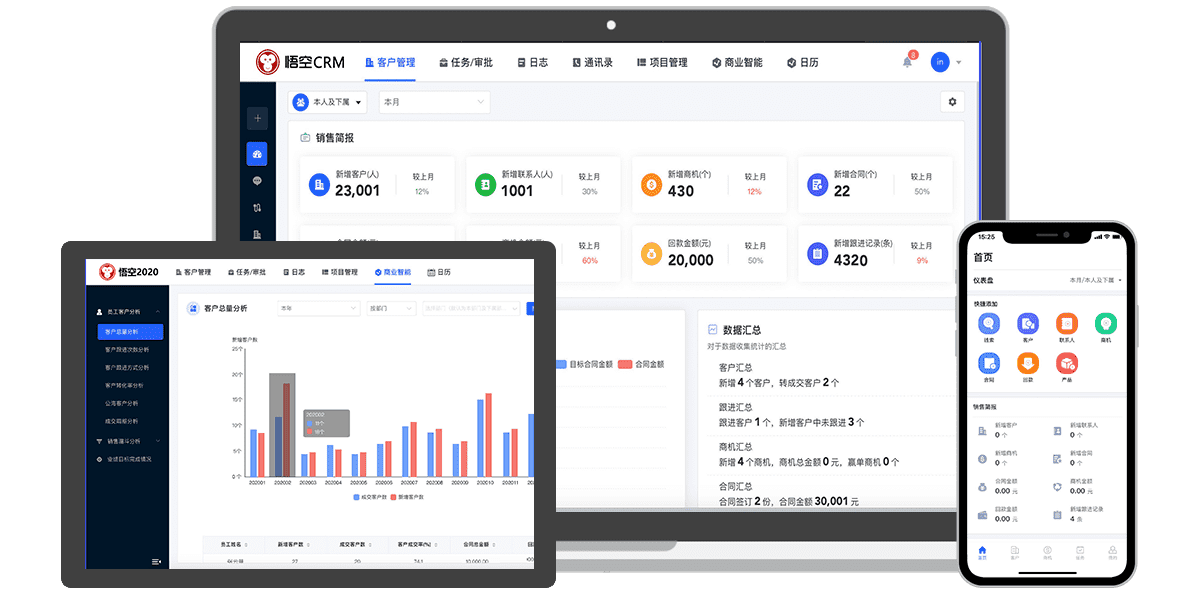 悟空CRM
客户管理
任务/审批
日志
通讯录
项目管理
商业智能
日历
8
in
本人及下属
本月
销售简报
新增客户(人)
23,001
较上月
12%
新增联系人(人)
1001
较上月
30%
新增商机(个)
430
较上月
12%
新增合同(个)
22
较上月
50%
较上月
60%
回款金额(元)
20,000
较上月
50%
新增跟进记录(条)
4320
较上月
9%
目标合同金额
合同金额
数据汇总
对于数据收集统计的汇总
客户汇总
新增 4 个客户，转成交客户 2 个
跟进汇总
跟进客户 1 个，新增客户中未跟进 3 个
商机汇总
新增 4 个商机，商机总金额 0 元，赢单商机 0 个
合同汇总
合同签订 2 份，合同金额 30,001 元
悟空2020
客户管理
任务/审批
日志
项目管理
商业智能
日历
员工客户分析
客户总量分析
客户跟进次数分析
客户跟进方式分析
客户转化率分析
公海客户分析
成交周期分析
销售漏斗分析
业绩目标完成情况
客户总量分析
本年
按部门
新增客户数
25个
20个
15个
10个
5个
0个
202002
202001
202002
202003
202004
202005
202006
202007
202008
202010
202011
成交客户数
新增客户数
员工姓名
新增客户数
成交客户数
客户成交率(%)
合同总金额
15:25
首页
仪表盘
本月/本人及下属
快捷添加
线索
客户
联系人
商机
合同
回款
产品
销售简报
新增客户
0 个
新增联系人
0 个
新增商机
0 个
新增合同
0 个
合同金额
0.00 元
商机金额
0.00 元
回款金额
0.00 元
新增跟进记录
4 条
首页